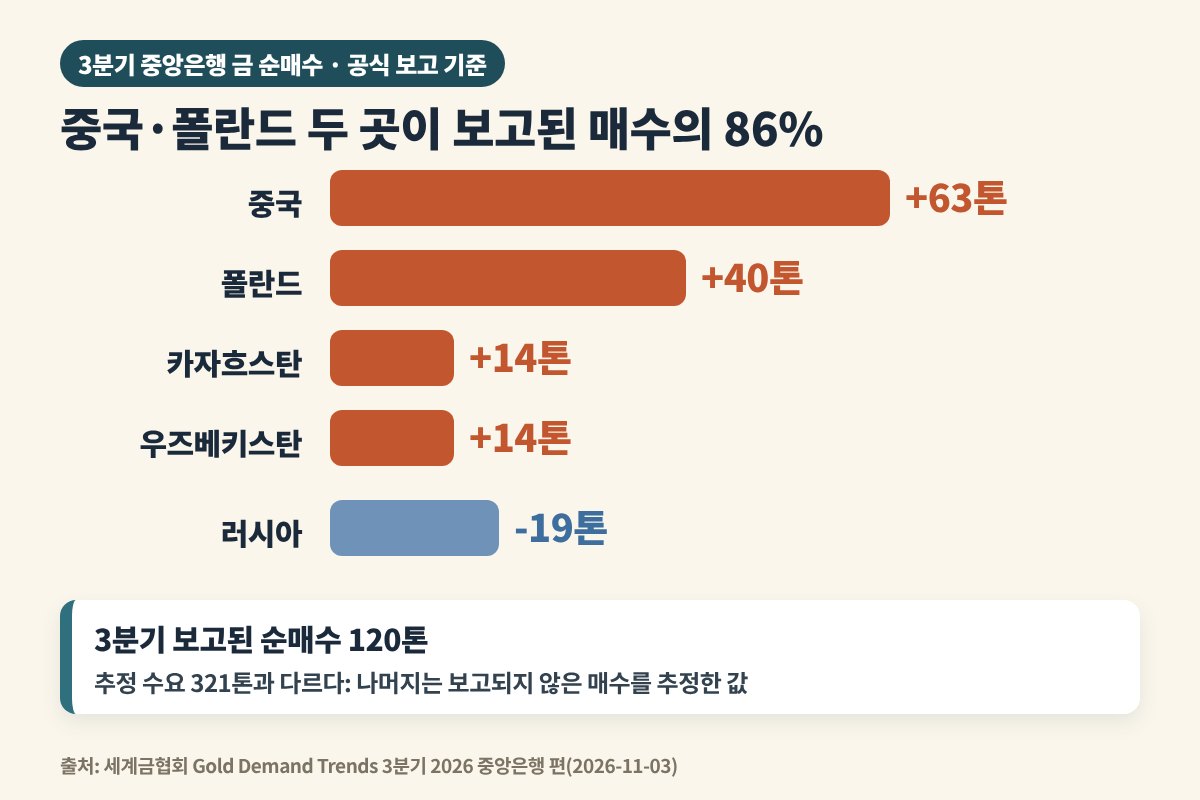 3분기 중앙은행 금 순매수 · 공식 보고 기준
중국·폴란드 두 곳이 보고된 매수의 86%
중국 +63톤
폴란드 +40톤
카자흐스탄 +14톤
우즈베키스탄 +14톤
러시아 -19톤
3분기 보고된 순매수 120톤
추정 수요 321톤과 다르다: 나머지는 보고되지 않은 매수를 추정한 값
출처: 세계금협회 Gold Demand Trends 3분기 2026 중앙은행 편(2026-11-03)